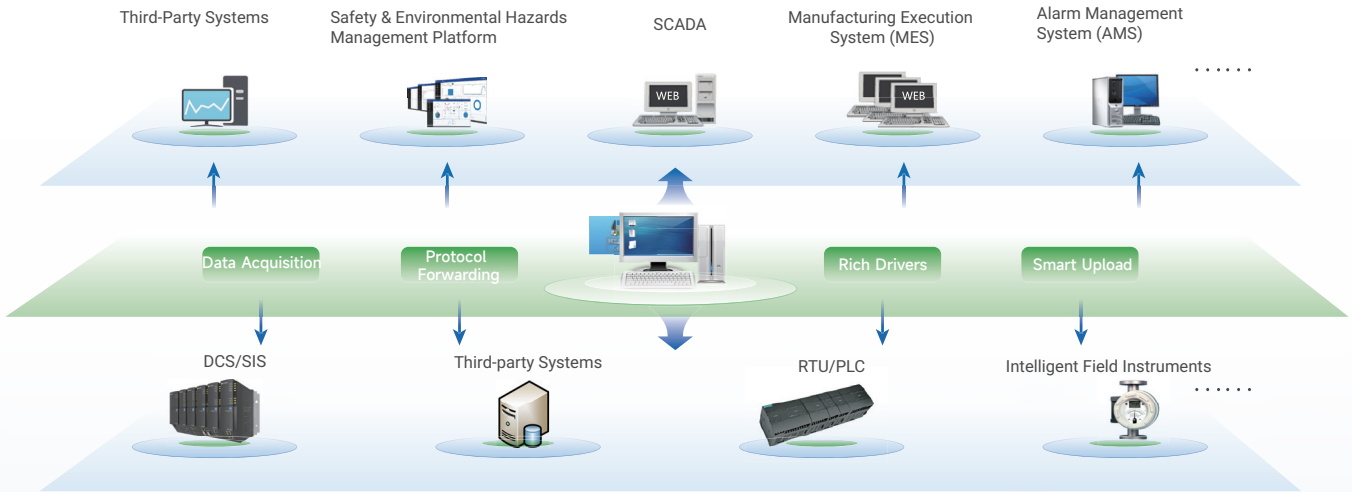 Third-Party Systems
Safety & Environmental Hazards
Management Platform
SCADA
Manufacturing Execution
System (MES)
Alarm Management
System (AMS)
......
WEB
WEB
Data Acquisition
Protocol
Forwarding
Rich Drivers
Smart Upload
DCS/SIS
Third-party Systems
RTU/PLC
Intelligent Field Instruments
......